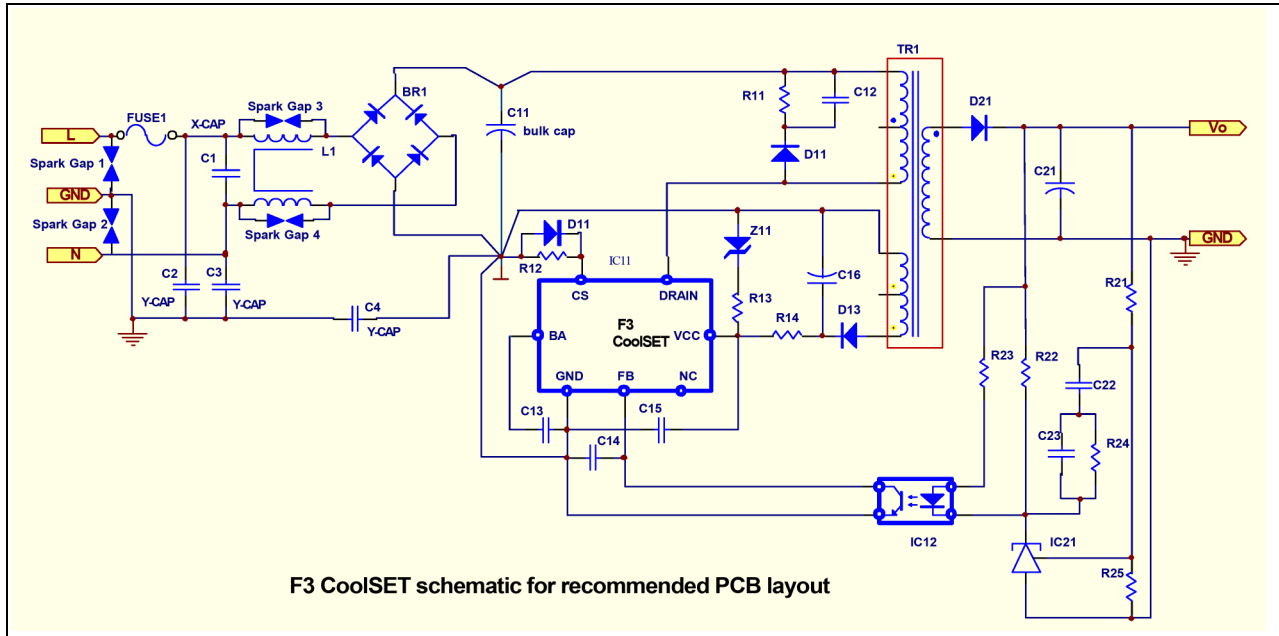 TR1
Spark Gap 3
BR1
R11
C12
D21
FUSE1
X-CAP
C11
bulk cap
L
L1
Vo
Spark Gap 1
C1
D11
GND
C21
Spark Gap 2
Spark Gap 4
D11
Z11
GND
N
R12
IC11
C16
C2
C3
CS
DRAIN
R21
Y-CAP
Y-CAP
C4
Y-CAP
F3
CoolSET
BA
VCC
R13
R14
D13
R23
R22
GND
FB
NC
C22
C13
C15
C23
R24
C14
IC12
IC21
R25
F3 CoolSET schematic for recommended PCB layout